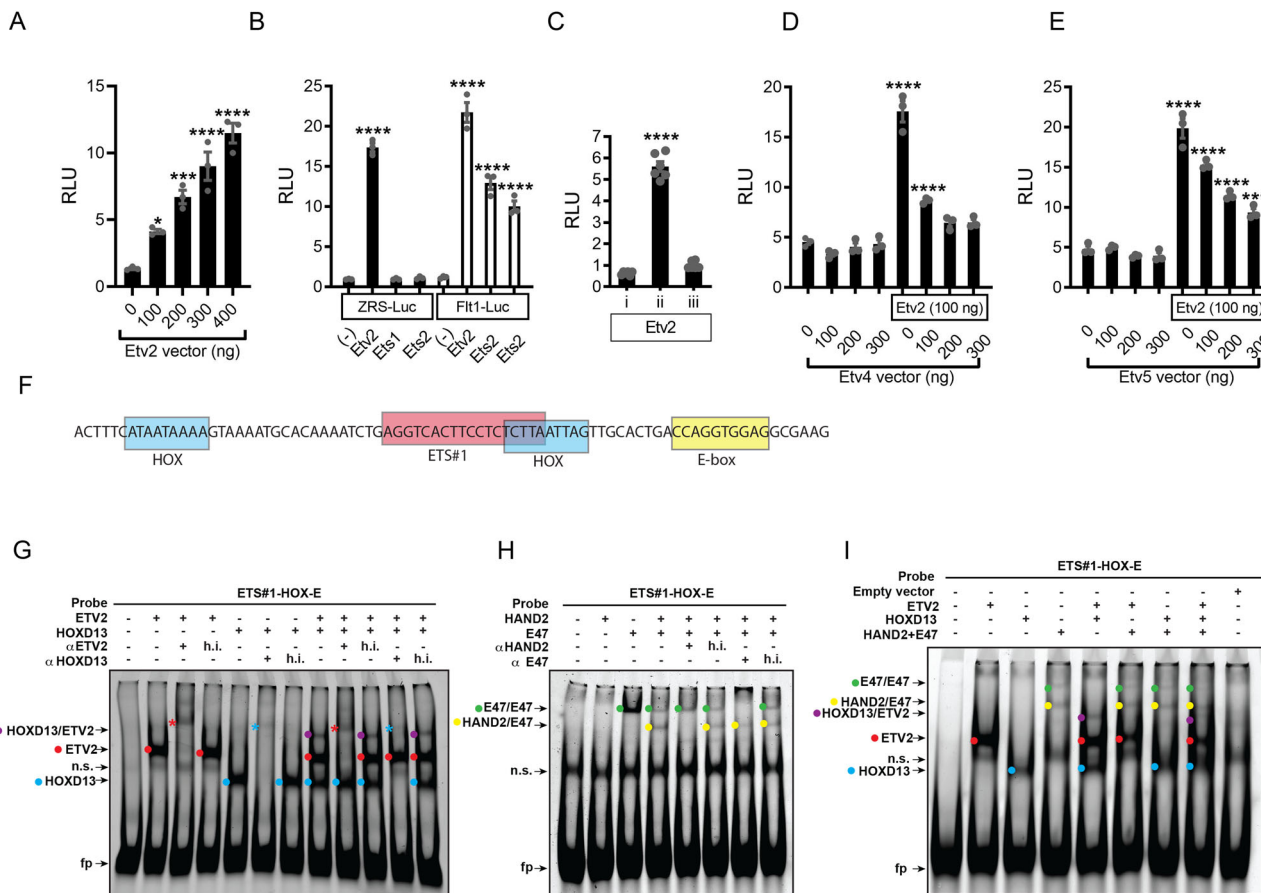 A
B
C
D
E
15
10
5
0
RLU
* *** **** ****
0 100 200 300 400
Etv2 vector (ng)
25
20
15
10
5
0
RLU
**** **** **** ****
ZRS-Luc Flt1-Luc
(-) Etv2 Ets1 Ets2 (-) Etv2 Ets2 Ets2
7
6
5
4
3
2
1
0
RLU
****
i ii iii
Etv2
20
15
10
5
0
RLU
**** ****
Etv2 (100 ng)
0 100 200 300 0 100 200 300
Etv4 vector (ng)
25
20
15
10
5
0
RLU
**** **** **** ***
Etv2 (100 ng)
0 100 200 300 0 100 200 300
Etv5 vector (ng)
F
ACTTTCATAATAAAAGTAAAATGCACAAAATCTGAGGTCACTTCCTCTCTTAATTAGTTGCACTGACCAGGTGGAGGCGAAG
HOX ETS#1 HOX E-box
G
ETS#1-HOX-E
Probe
ETV2 - + + + - - - + + + + +
HOXD13 - - - - + + + + + + + +
αETV2 - - + h.i. - - - - + h.i. - -
α HOXD13 - - - - - + h.i. - - - + h.i.
* * * *
HOXD13/ETV2
ETV2
n.s.
HOXD13
fp
H
ETS#1-HOX-E
Probe
HAND2 - + - + + + + +
E47 - - + + + + + +
αHAND2 - - - - + h.i. - -
α E47 - - - - - - + h.i.
E47/E47
HAND2/E47
n.s.
fp
I
ETS#1-HOX-E
Probe
Empty vector - - - - - - - - +
ETV2 - + - - + + - + -
HOXD13 - - + - + - + + -
HAND2+E47 - - - + - + + + -
E47/E47
HAND2/E47
HOXD13/ETV2
ETV2
n.s.
HOXD13
fp